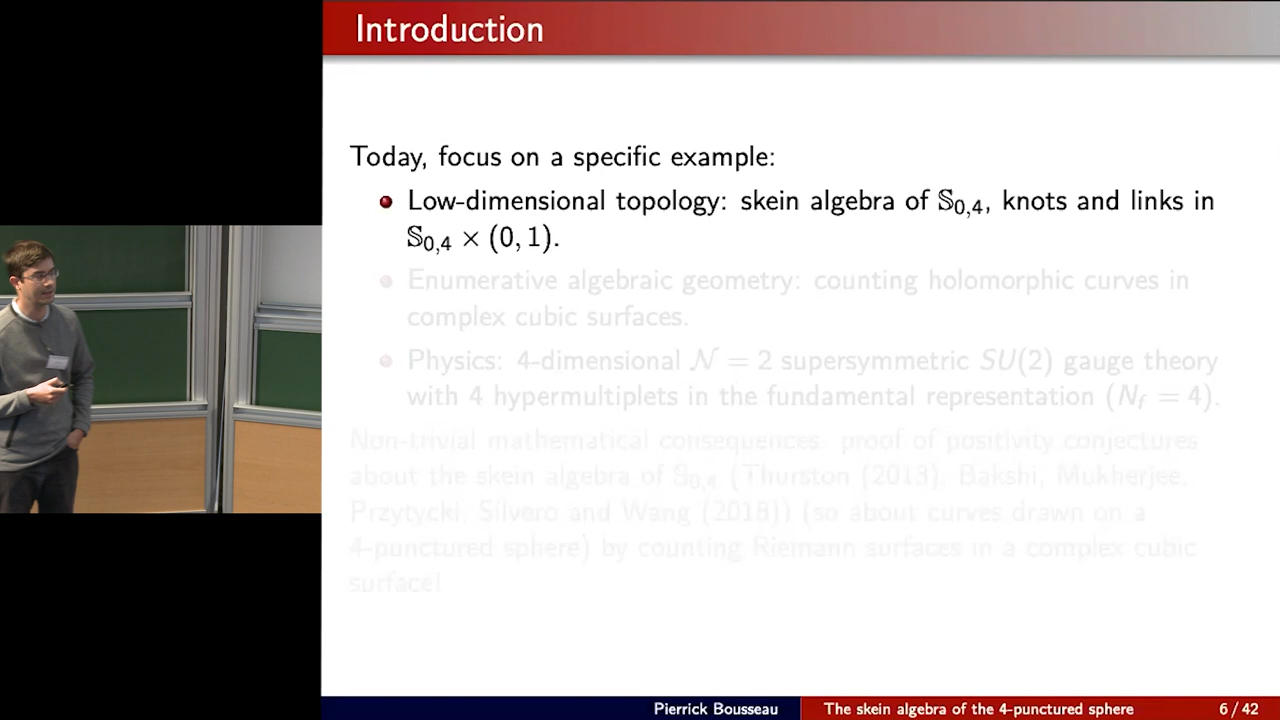 Introduction
Today, focus on a specific example:
Low-dimensional topology: skein algebra of 𝕊₀,₄, knots and links in
𝕊₀,₄ × (0, 1).
Enumerative algebraic geometry: counting holomorphic curves in
complex cubic surfaces.
Physics: 4-dimensional 𝒩 = 2 supersymmetric SU(2) gauge theory
with 4 hypermultiplets in the fundamental representation (N_f = 4).
Non-trivial mathematical consequences: proof of positivity conjectures
about the skein algebra of 𝕊₀,₄ (Thurston (2013), Bakshi, Mukherjee,
Przytycki, Silvero and Wang (2018)) (so about curves drawn on a
4-punctured sphere) by counting Riemann surfaces in a complex cubic
surface!
Pierrick Bousseau The skein algebra of the 4-punctured sphere 6 / 42